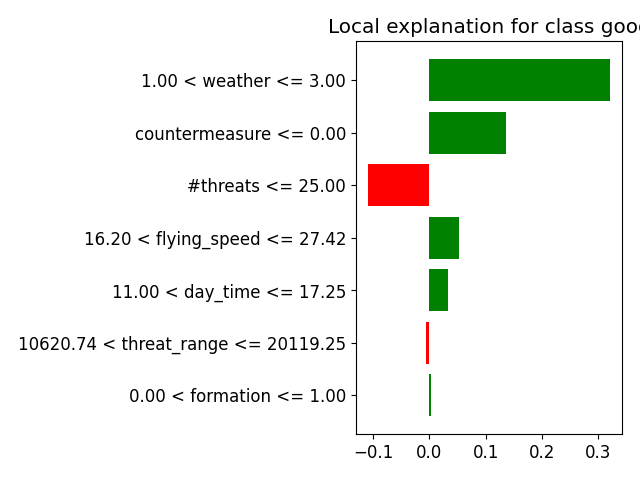 Local explanation for class goo
1.00 < weather <= 3.00
countermeasure <= 0.00
#threats <= 25.00
16.20 < flying_speed <= 27.42
11.00 < day_time <= 17.25
10620.74 < threat_range <= 20119.25
0.00 < formation <= 1.00
−0.1 0.0 0.1 0.2 0.3